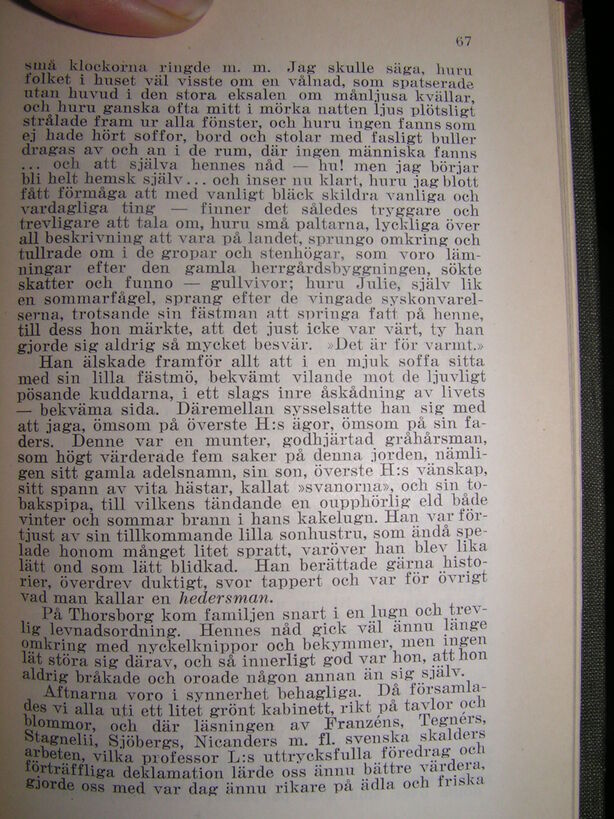 67
små klockorna ringde m. m. Jag skulle säga, huru
folket i huset väl visste om en vålnad, som spatserade
utan huvud i den stora eksalen om månljusa kvällar,
och huru ganska ofta mitt i mörka natten ljus plötsligt
strålade fram ur alla fönster, och huru ingen fanns som
ej hade hört soffor, bord och stolar med fasligt buller
dragas av och an i de rum, där ingen människa fanns
... och att själva hennes nåd — hu! men jag börjar
bli helt hemsk själv ... och inser nu klart, huru jag blott
fått förmåga att med vanligt bläck skildra vanliga och
vardagliga ting — finner det således tryggare och
trevligare att tala om, huru små paltarna, lyckliga över
all beskrivning att vara på landet, sprungo omkring och
tullrade om i de gropar och stenhögar, som voro läm-
ningar efter den gamla herrgårdsbyggningen, sökte
skatter och funno — gullvivor; huru Julie, själv lik
en sommarfågel, sprang efter de vingade syskonvarel-
serna, trotsande sin fästman att springa fatt på henne,
till dess hon märkte, att det just icke var värt, ty han
gjorde sig aldrig så mycket besvär. »Det är för varmt.»
Han älskade framför allt att i en mjuk soffa sitta
med sin lilla fästmö, bekvämt vilande mot de ljuvligt
pösande kuddarna, i ett slags inre åskådning av livets
— bekväma sida. Däremellan sysselsatte han sig med
att jaga, ömsom på överste H:s ägor, ömsom på sin fa-
ders. Denne var en munter, godhjärtad gråhårsman,
som högt värderade fem saker på denna jorden, nämli-
gen sitt gamla adelsnamn, sin son, överste H:s vänskap,
sitt spann av vita hästar, kallat »svanorna», och sin to-
bakspipa, till vilkens tändande en oupphörlig eld både
vinter och sommar brann i hans kakelugn. Han var för-
tjust av sin tillkommande lilla sonhustru, som ändå spe-
lade honom månget litet spratt, varöver han blev lika
lätt ond som lätt blidkad. Han berättade gärna histo-
rier, överdrev duktigt, svor tappert och var för övrigt
vad man kallar en hedersman.
På Thorsborg kom familjen snart i en lugn och trev-
lig levnadsordning. Hennes nåd gick väl ännu länge
omkring med nyckelknippor och bekymmer, men ingen
lät störa sig därav, och så innerligt god var hon, att hon
aldrig bråkade och oroade någon annan än sig själv.
Aftnarna voro i synnerhet behagliga. Då församla-
des vi alla uti ett litet grönt kabinett, rikt på tavlor och
blommor, och där läsningen av Franzéns, Tegnérs,
Stagnelii, Sjöbergs, Nicanders m. fl. svenska skalders
arbeten, vilka professor L:s uttrycksfulla föredrag och
förträffliga deklamation lärde oss ännu bättre värdera,
gjorde oss med var dag ännu rikare på ädla och friska